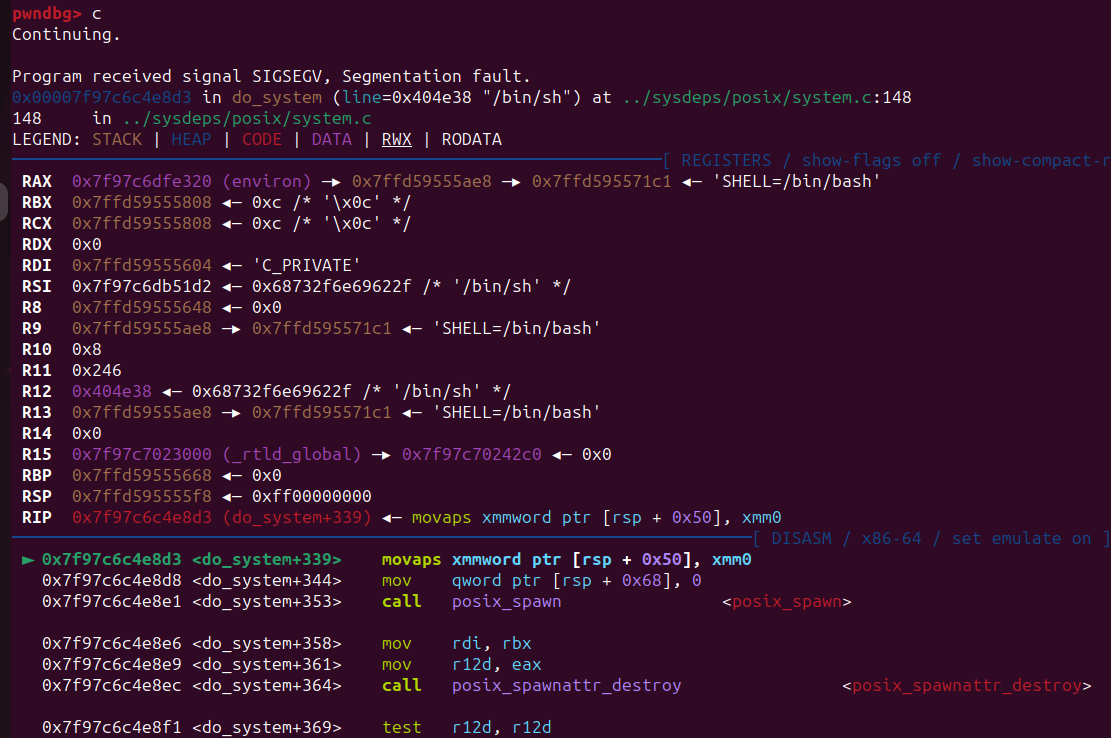 pwndbg> c
Continuing.
Program received signal SIGSEGV, Segmentation fault.
0x00007f97c6c4e8d3 in do_system (line=0x404e38 "/bin/sh") at ../sysdeps/posix/system.c:148
148     in ../sysdeps/posix/system.c
LEGEND: STACK | HEAP | CODE | DATA | RWX | RODATA
[ REGISTERS / show-flags off / show-compact-r
RAX  0x7f97c6dfe320 (environ) —▸ 0x7ffd59555ae8 —▸ 0x7ffd595571c1 ◂— 'SHELL=/bin/bash'
RBX  0x7ffd59555808 ◂— 0xc /* '\x0c' */
RCX  0x7ffd59555808 ◂— 0xc /* '\x0c' */
RDX  0x0
RDI  0x7ffd59555604 ◂— 'C_PRIVATE'
RSI  0x7f97c6db51d2 ◂— 0x68732f6e69622f /* '/bin/sh' */
R8   0x7ffd59555648 ◂— 0x0
R9   0x7ffd59555ae8 —▸ 0x7ffd595571c1 ◂— 'SHELL=/bin/bash'
R10  0x8
R11  0x246
R12  0x404e38 ◂— 0x68732f6e69622f /* '/bin/sh' */
R13  0x7ffd59555ae8 —▸ 0x7ffd595571c1 ◂— 'SHELL=/bin/bash'
R14  0x0
R15  0x7f97c7023000 (_rtld_global) —▸ 0x7f97c70242c0 ◂— 0x0
RBP  0x7ffd59555668 ◂— 0x0
RSP  0x7ffd595555f8 ◂— 0xff00000000
RIP  0x7f97c6c4e8d3 (do_system+339) ◂— movaps xmmword ptr [rsp + 0x50], xmm0
[ DISASM / x86-64 / set emulate on ]
► 0x7f97c6c4e8d3 <do_system+339>    movaps xmmword ptr [rsp + 0x50], xmm0
0x7f97c6c4e8d8 <do_system+344>    mov    qword ptr [rsp + 0x68], 0
0x7f97c6c4e8e1 <do_system+353>    call   posix_spawn                <posix_spawn>
0x7f97c6c4e8e6 <do_system+358>    mov    rdi, rbx
0x7f97c6c4e8e9 <do_system+361>    mov    r12d, eax
0x7f97c6c4e8ec <do_system+364>    call   posix_spawnattr_destroy                <posix_spawnattr_destroy>
0x7f97c6c4e8f1 <do_system+369>    test   r12d, r12d